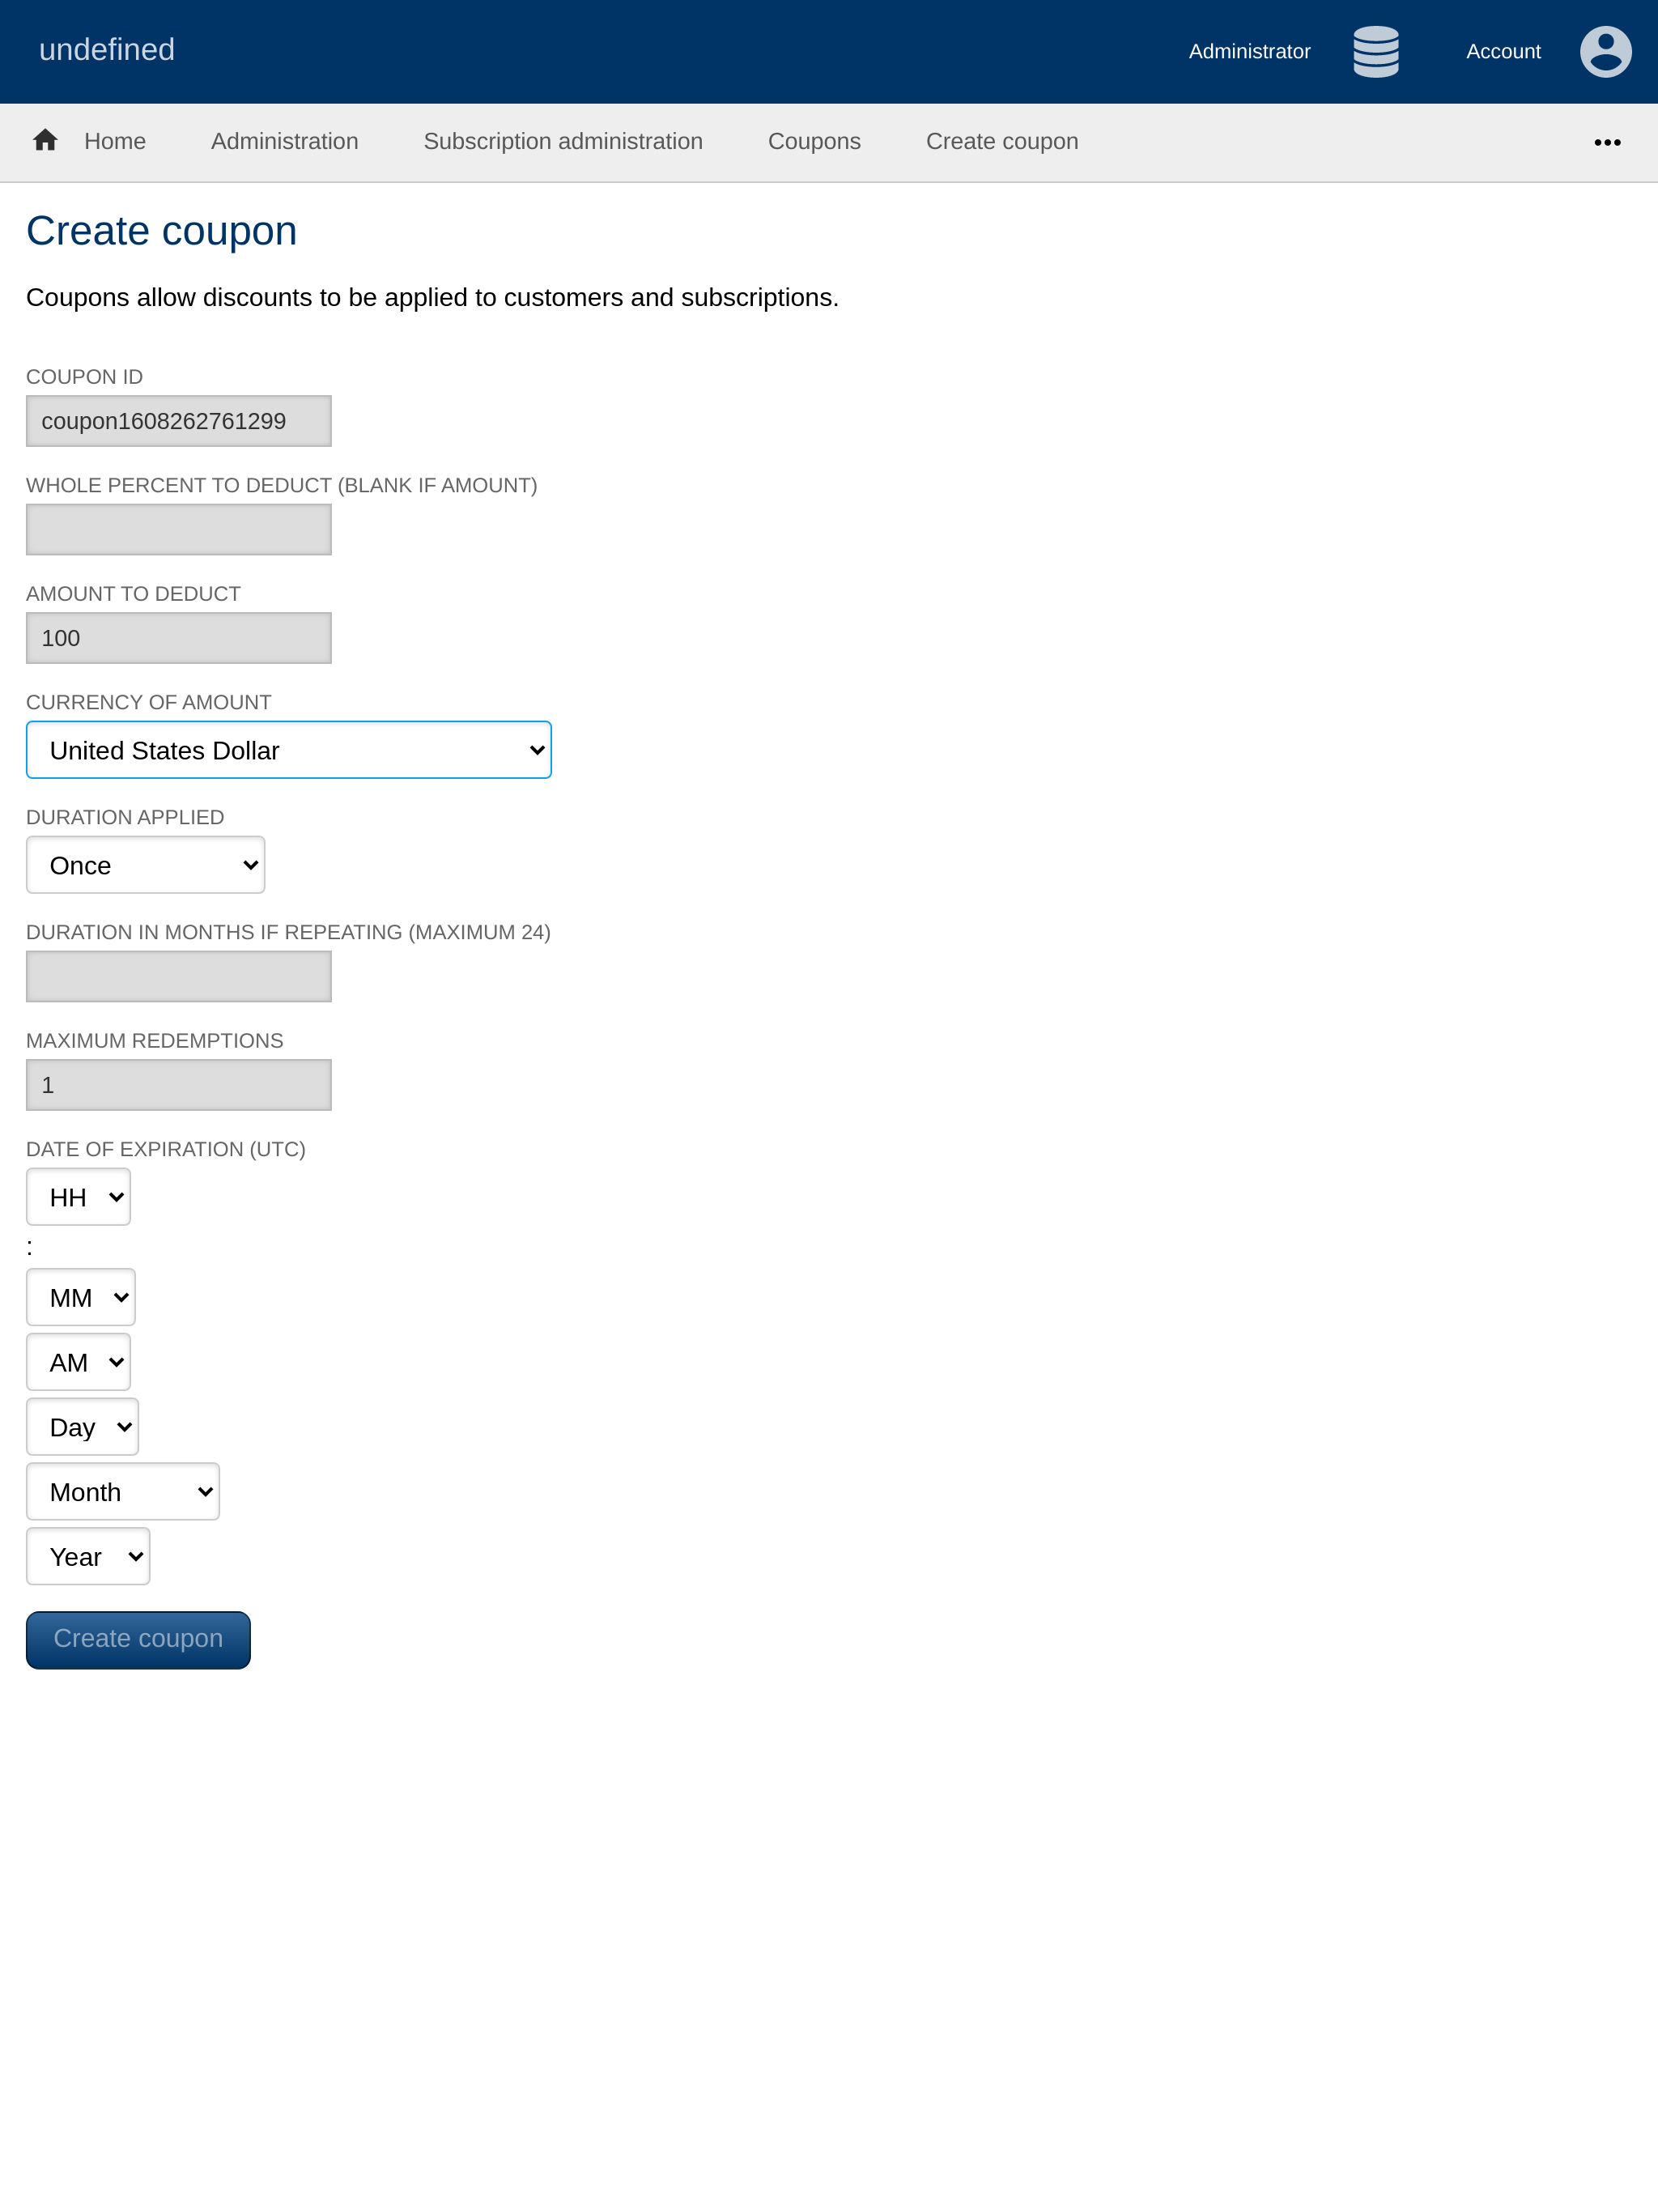 undefined Administrator Account
Home Administration Subscription administration Coupons Create coupon •••
Create coupon
Coupons allow discounts to be applied to customers and subscriptions.
COUPON ID
coupon1608262761299
WHOLE PERCENT TO DEDUCT (BLANK IF AMOUNT)
AMOUNT TO DEDUCT
100
CURRENCY OF AMOUNT
United States Dollar
DURATION APPLIED
Once
DURATION IN MONTHS IF REPEATING (MAXIMUM 24)
MAXIMUM REDEMPTIONS
1
DATE OF EXPIRATION (UTC)
HH
:
MM
AM
Day
Month
Year
Create coupon